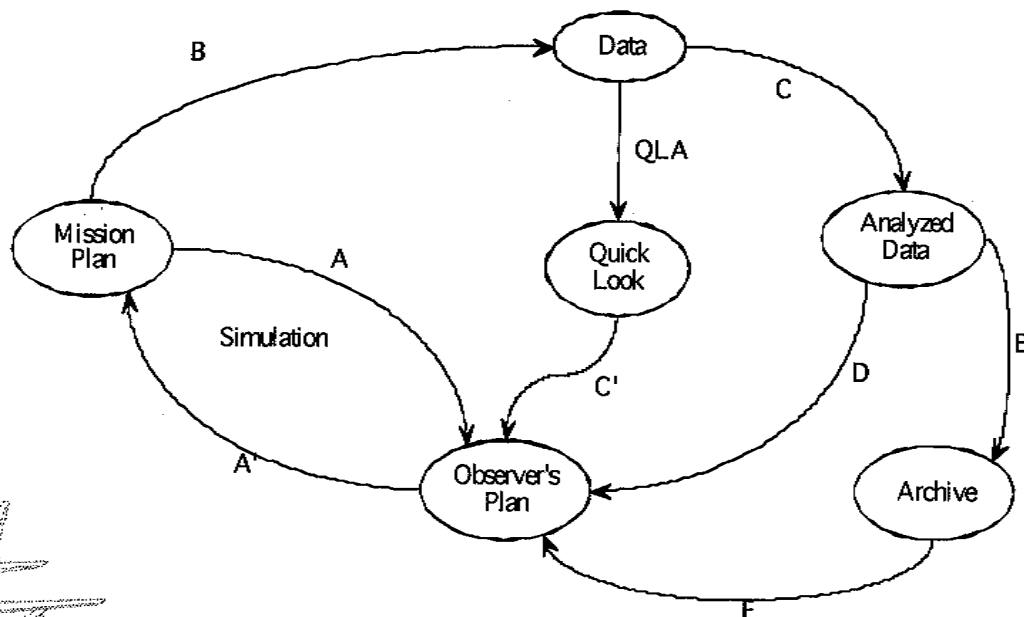 B
Data
C
QLA
Mission
Plan
A
Quick
Look
Analyzed
Data
Simulation
C'
D
E
A'
Observer's
Plan
Archive